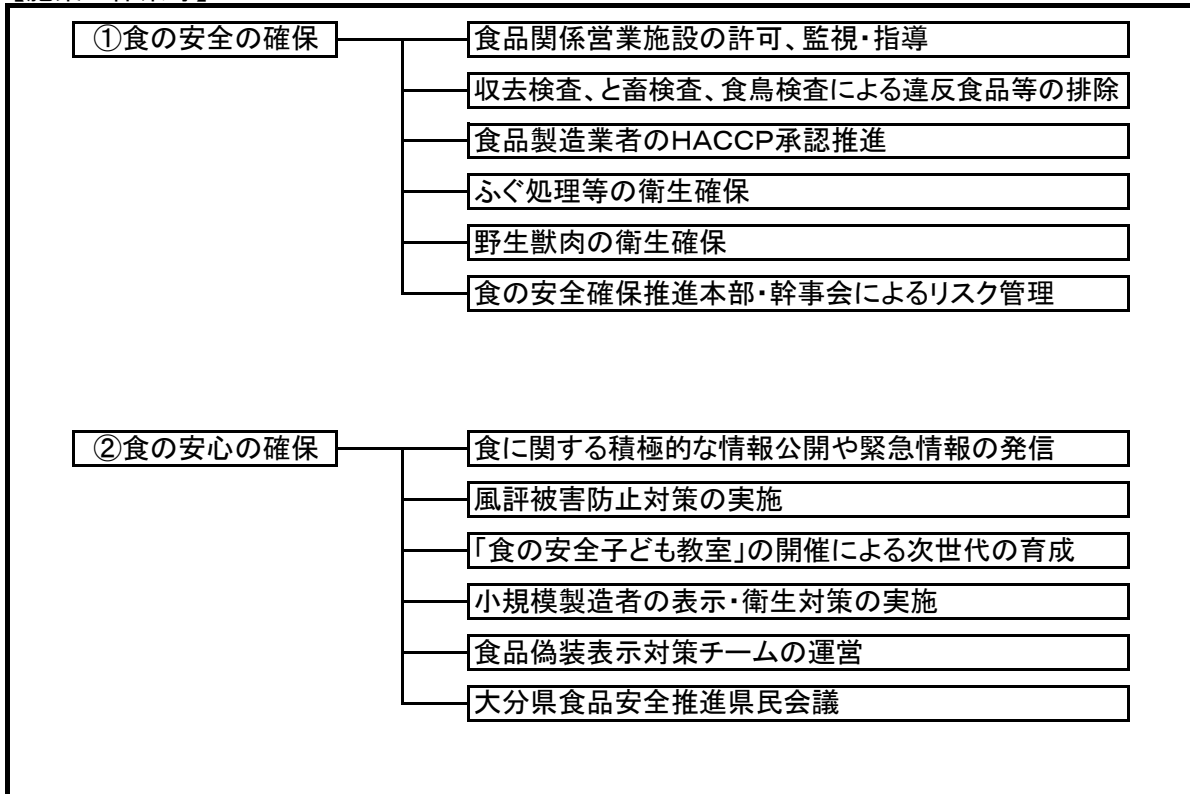 ①食の安全の確保
食品関係営業施設の許可、監視・指導
収去検査、と畜検査、食鳥検査による違反食品等の排除
食品製造業者のHACCP承認推進
ふぐ処理等の衛生確保
野生獣肉の衛生確保
食の安全確保推進本部・幹事会によるリスク管理
②食の安心の確保
食に関する積極的な情報公開や緊急情報の発信
風評被害防止対策の実施
「食の安全子ども教室」の開催による次世代の育成
小規模製造者の表示・衛生対策の実施
食品偽装表示対策チームの運営
大分県食品安全推進県民会議